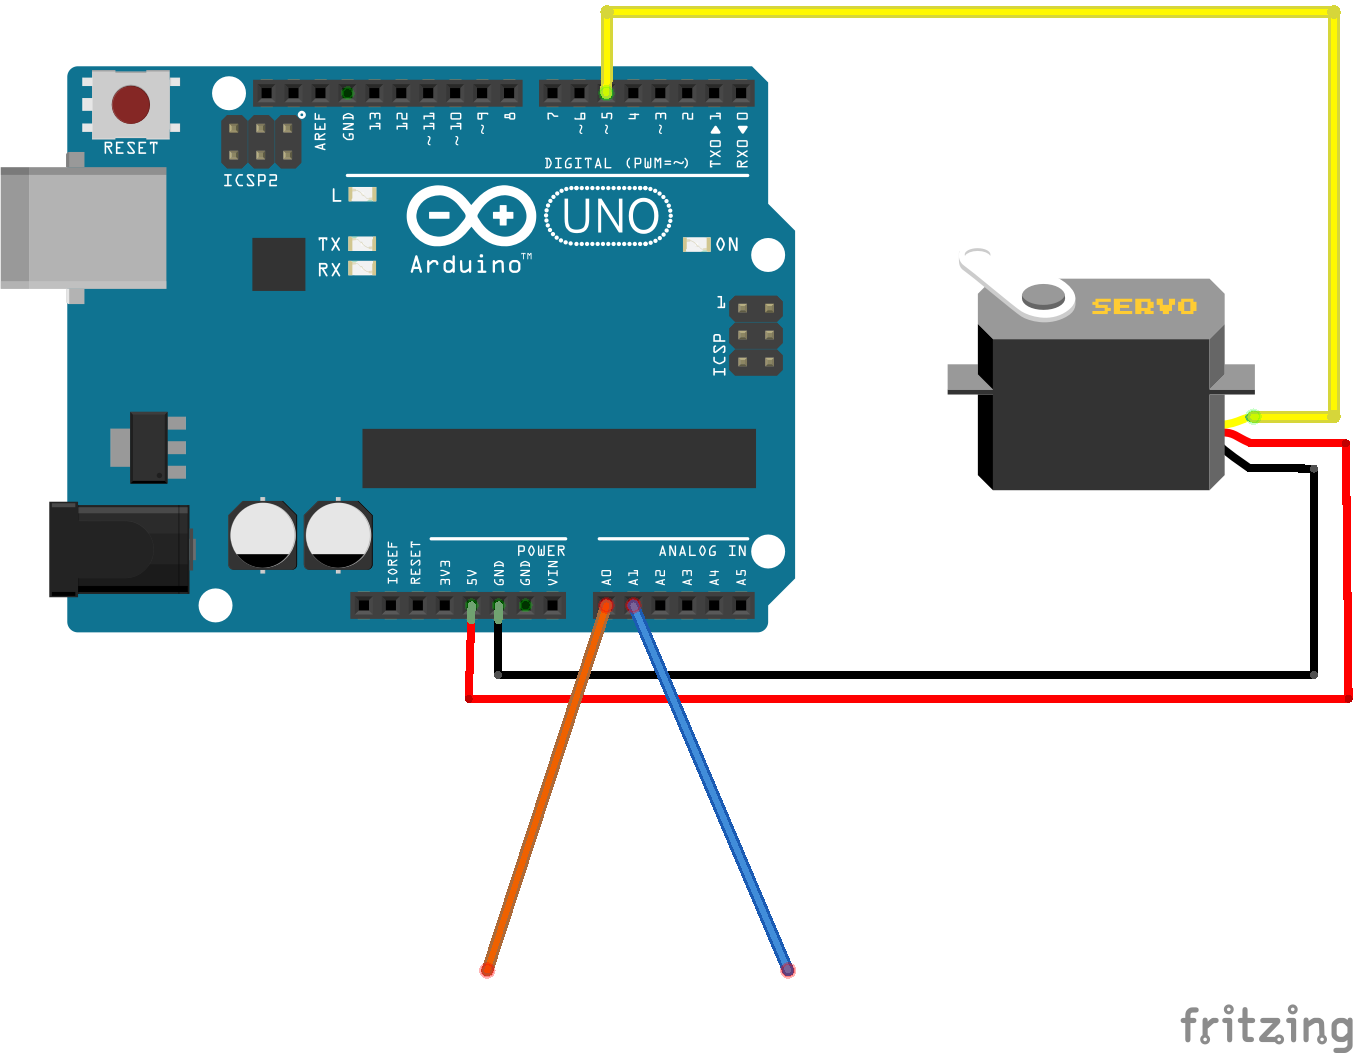 RESET
ICSP2
AREF
GND
13
12
~11
~10
~9
8
7
~6
~5
4
~3
2
TX0▶1
RX0◀0
DIGITAL (PWM=~)
L
TX
RX
Arduino™
UNO
ON
1
ICSP
SERVO
IOREF
RESET
3V3
5V
GND
GND
VIN
POWER
ANALOG IN
A0
A1
A2
A3
A4
A5
fritzing